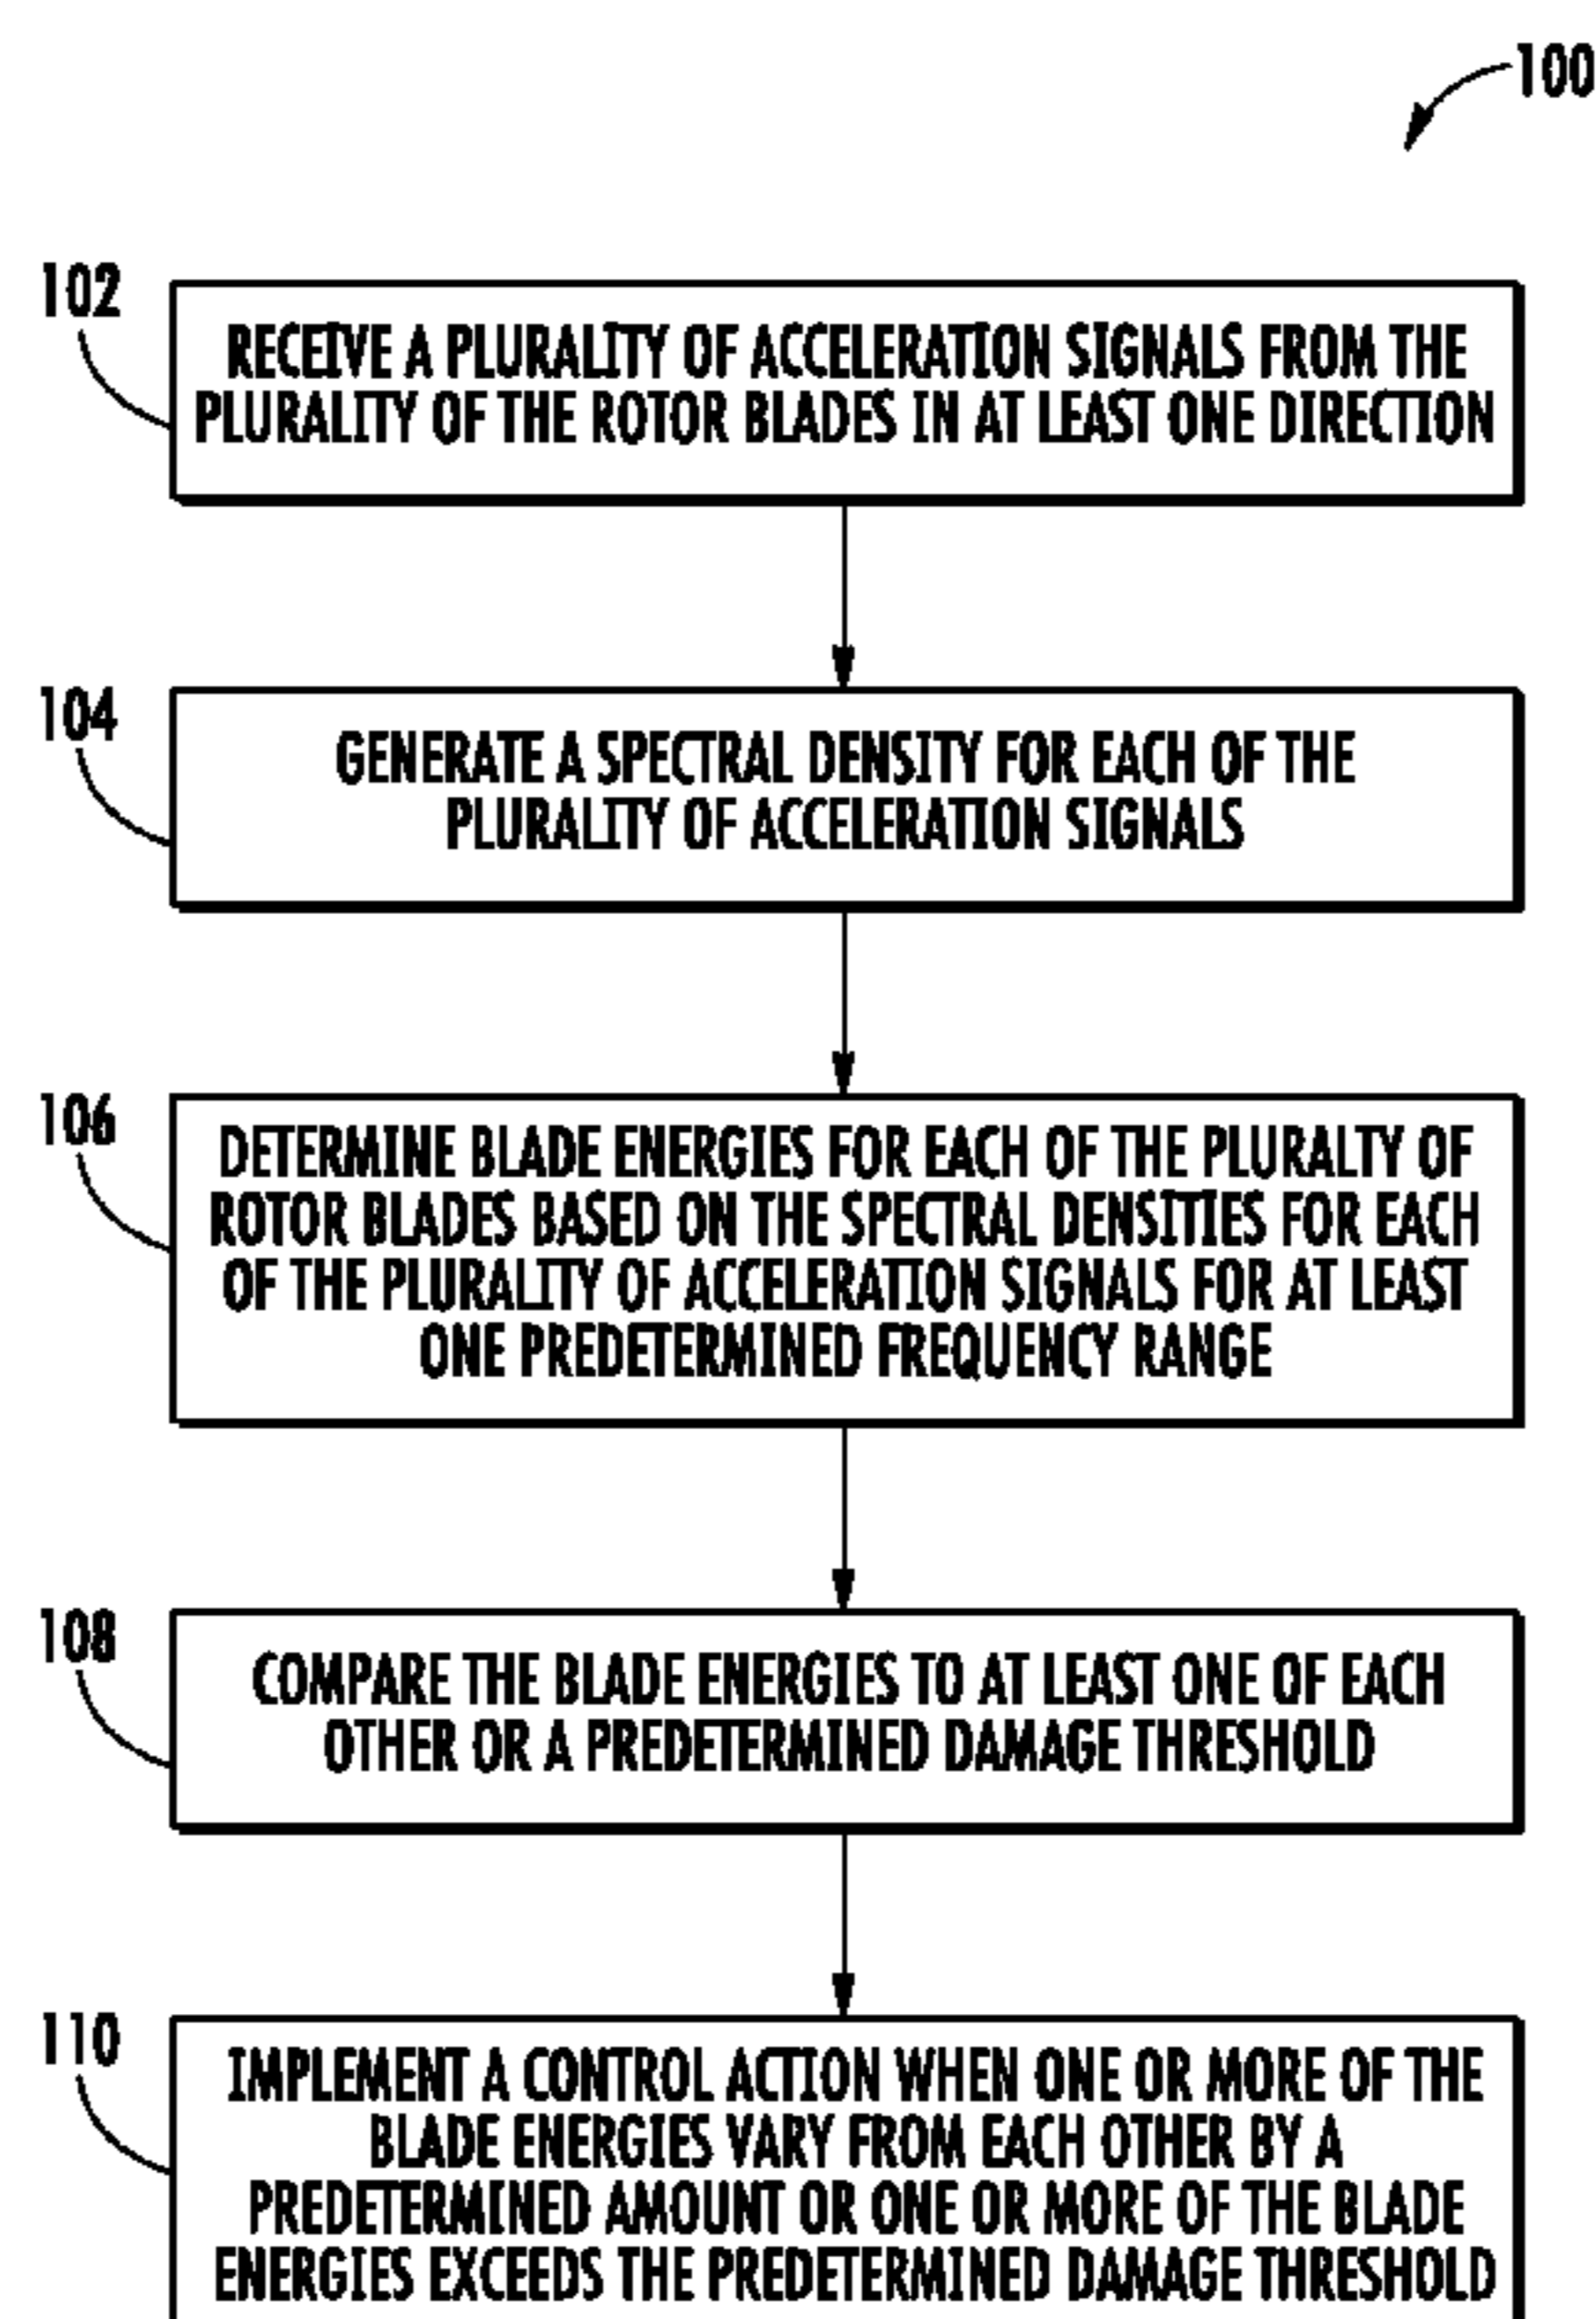 100
102
RECEIVE A PLURALITY OF ACCELERATION SIGNALS FROM THE
PLURALITY OF THE ROTOR BLADES IN AT LEAST ONE DIRECTION
104
GENERATE A SPECTRAL DENSITY FOR EACH OF THE
PLURALITY OF ACCELERATION SIGNALS
106
DETERMINE BLADE ENERGIES FOR EACH OF THE PLURALTY OF
ROTOR BLADES BASED ON THE SPECTRAL DENSITIES FOR EACH
OF THE PLURALITY OF ACCELERATION SIGNALS FOR AT LEAST
ONE PREDETERMINED FREQUENCY RANGE
108
COMPARE THE BLADE ENERGIES TO AT LEAST ONE OF EACH
OTHER OR A PREDETERMINED DAMAGE THRESHOLD
110
IMPLEMENT A CONTROL ACTION WHEN ONE OR MORE OF THE
BLADE ENERGIES VARY FROM EACH OTHER BY A
PREDETERMINED AMOUNT OR ONE OR MORE OF THE BLADE
ENERGIES EXCEEDS THE PREDETERMINED DAMAGE THRESHOLD